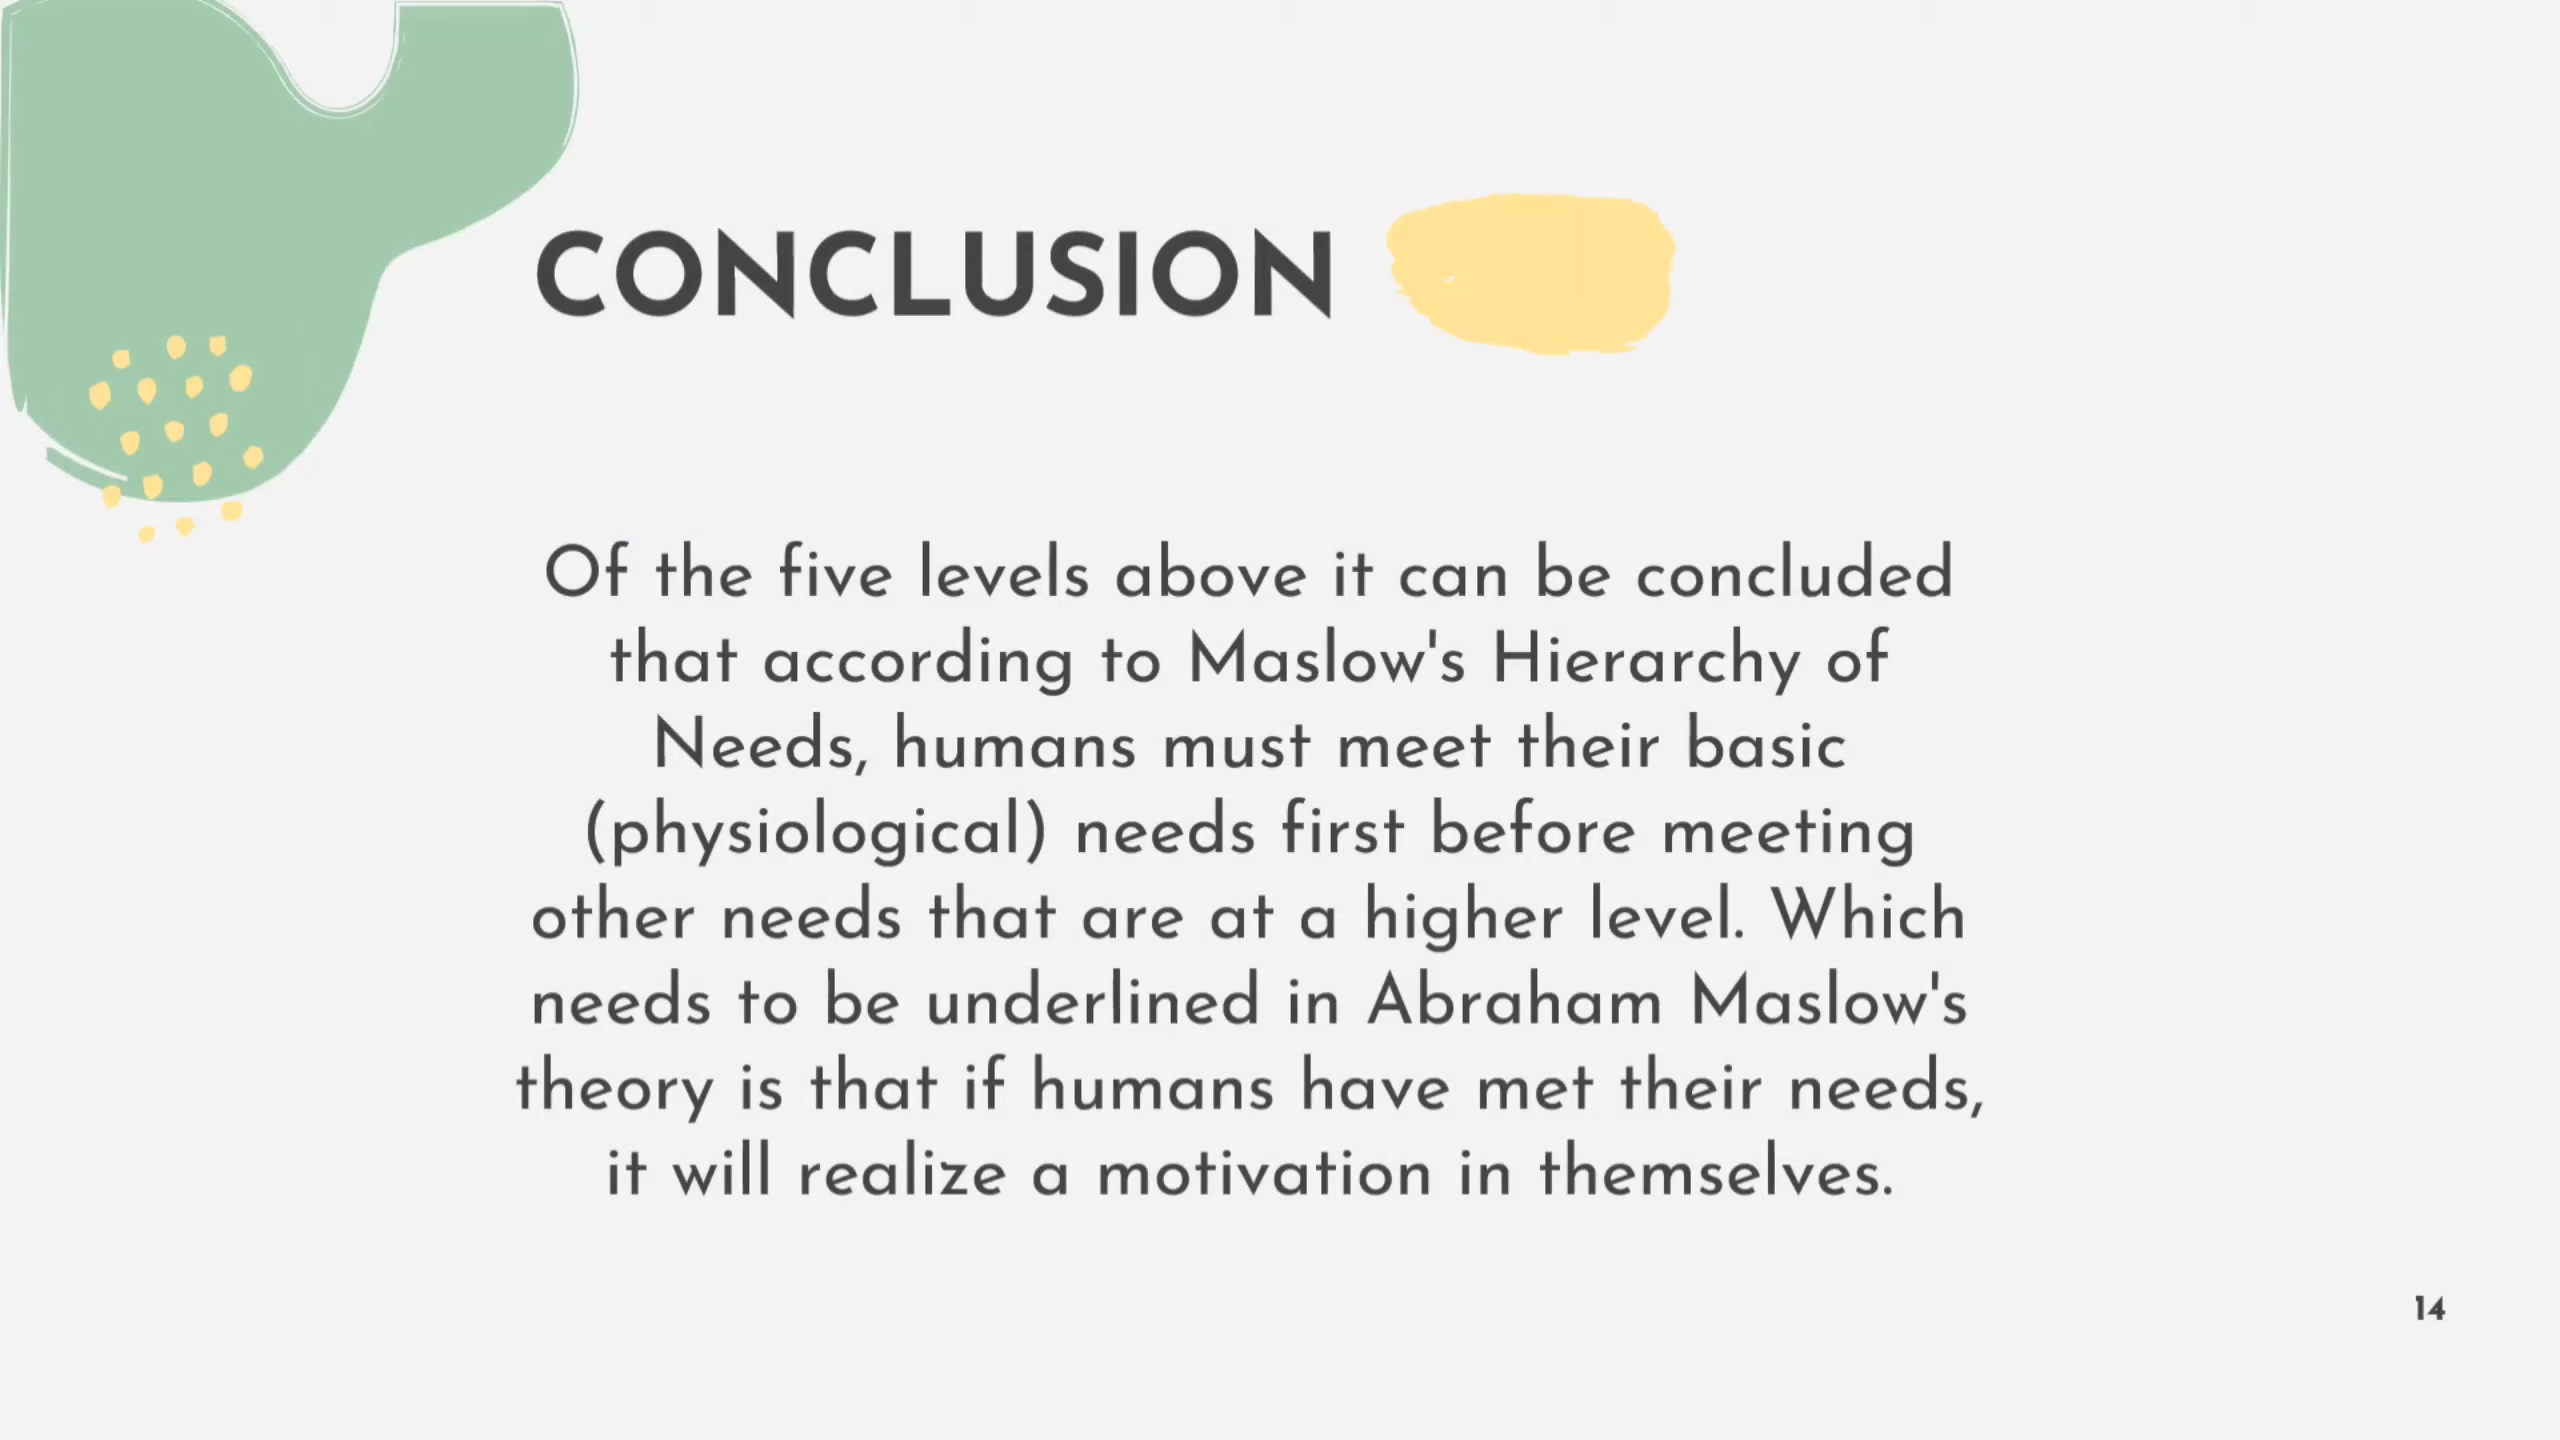 CONCLUSION
Of the five levels above it can be concluded
that according to Maslow's Hierarchy of
Needs, humans must meet their basic
(physiological) needs first before meeting
other needs that are at a higher level. Which
needs to be underlined in Abraham Maslow's
theory is that if humans have met their needs,
it will realize a motivation in themselves.
14